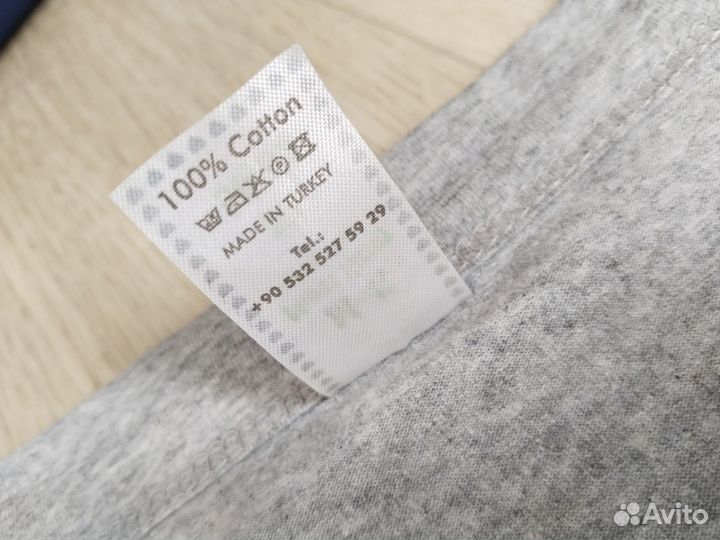 100% Cotton
MADE IN TURKEY
Tel.:
+90 532 527 59 29
Avito